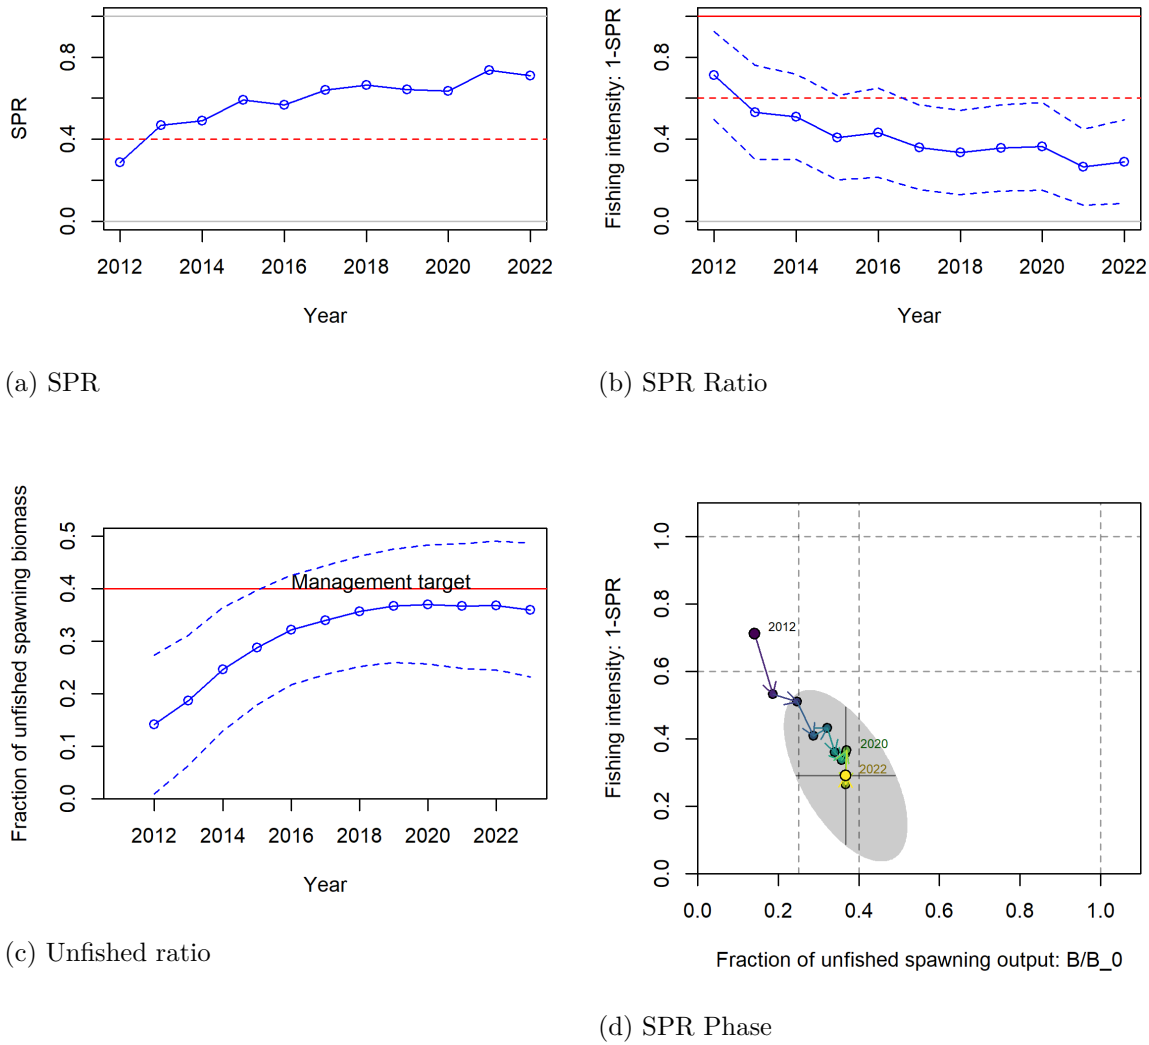 SPR
0.0
0.4
0.8
2012 2014 2016 2018 2020 2022
Year
(a) SPR
Fishing intensity: 1-SPR
0.0
0.4
0.8
2012 2014 2016 2018 2020 2022
Year
(b) SPR Ratio
Fraction of unfished spawning biomass
0.0
0.1
0.2
0.3
0.4
0.5
Management target
2012 2014 2016 2018 2020 2022
Year
(c) Unfished ratio
Fishing intensity: 1-SPR
0.0
0.2
0.4
0.6
0.8
1.0
2012
2020
2022
0.0 0.2 0.4 0.6 0.8 1.0
Fraction of unfished spawning output: B/B_0
(d) SPR Phase